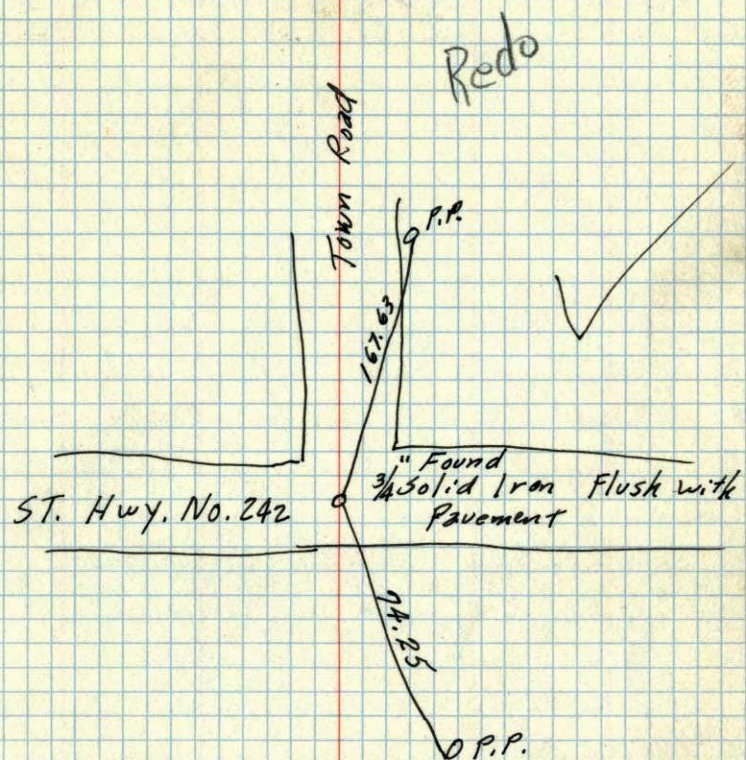 Redo
Town Road
P.P.
167.63
3/4" Found
Solid Iron Flush with
Pavement
ST. Hwy. No. 242
74.25
P.P.